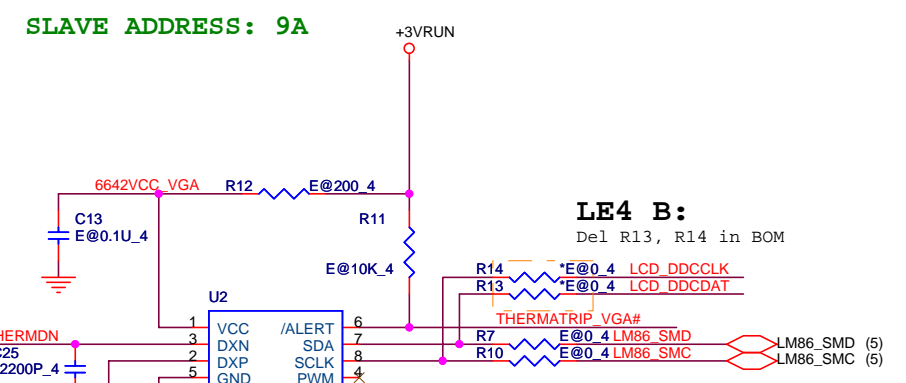 SLAVE ADDRESS: 9A
+3VRUN
6642VCC_VGA
R12
E@200_4
C13
E@0.1U_4
R11
E@10K_4
LE4 B:
Del R13, R14 in BOM
R14
*E@0_4
LCD_DDCCLK
R13
*E@0_4
LCD_DDCDAT
U2
THERMATRIP_VGA#
1
VCC
/ALERT
6
HERMDN
3
DXN
SDA
7
R7
E@0_4
LM86_SMD
LM86_SMD (5)
C25
2200P_4
2
DXP
SCLK
8
R10
E@0_4
LM86_SMC
LM86_SMC (5)
5
GND
PWM
4